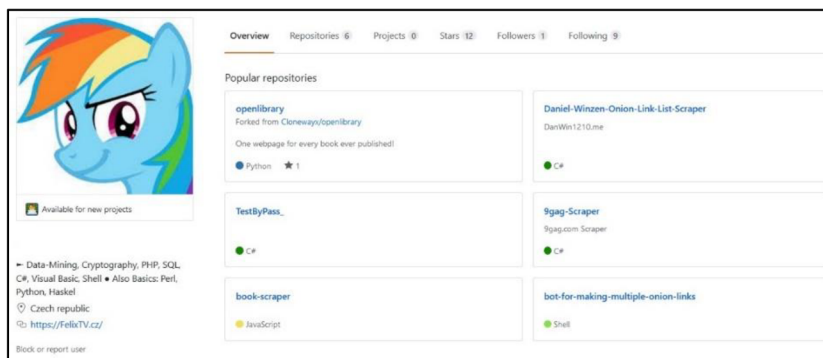 Overview Repositories 6 Projects 0 Stars 12 Followers 1 Following 9
Popular repositories
openlibrary
Forked from Cloneways/openlibrary
One webpage for every book ever published!
Python ★ 1
Daniel-Winzen-Onion-Link-List-Scraper
DanWin1210.me
C#
TestByPass_
C#
9gag-Scraper
9gag.com Scraper
C#
book-scraper
JavaScript
bot-for-making-multiple-onion-links
Shell
Available for new projects
► Data-Mining, Cryptography, PHP, SQL,
C#, Visual Basic, Shell ● Also Basics: Perl,
Python, Haskel
Czech republic
https://FelixTV.cz/
Block or report user